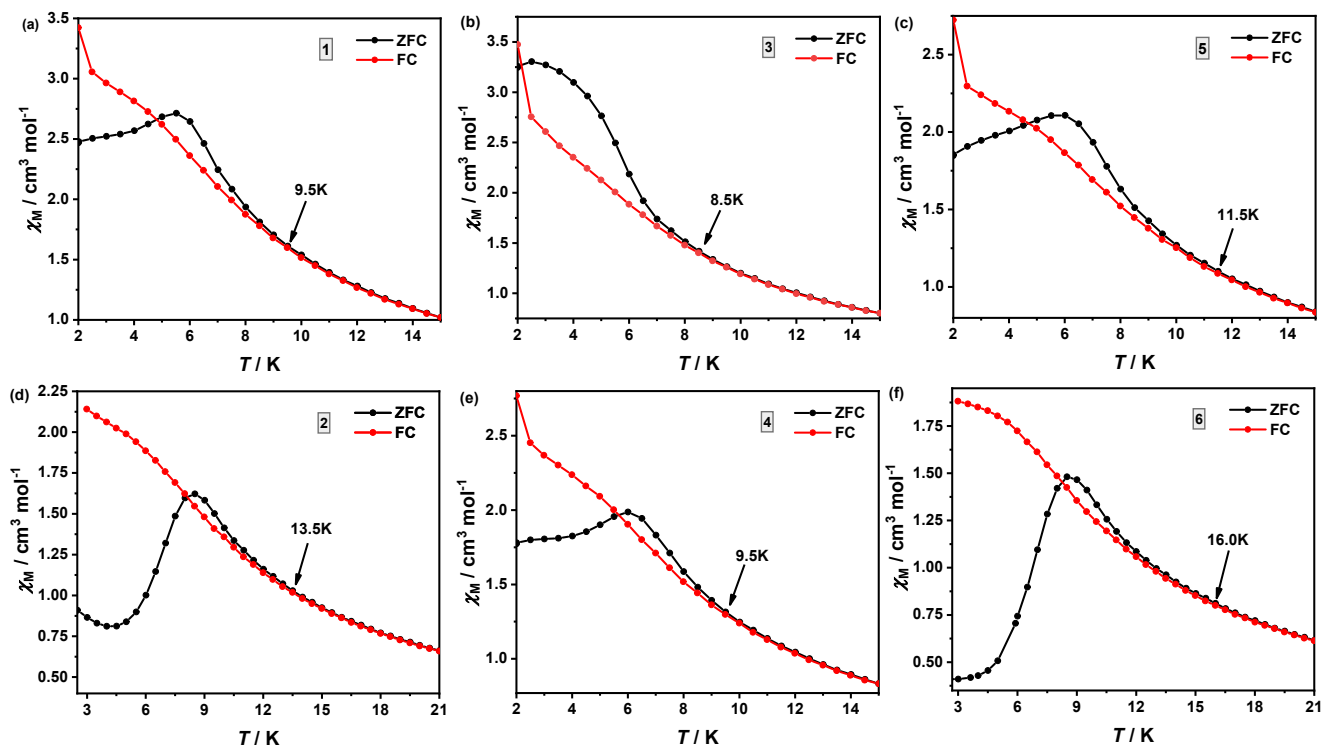 (a)
3.5
3.0
2.5
2.0
1.5
1.0
χM / cm³ mol⁻¹
1
ZFC
FC
9.5K
2 4 6 8 10 12 14
T / K
(b)
3.5
3.0
2.5
2.0
1.5
1.0
χM / cm³ mol⁻¹
3
ZFC
FC
8.5K
2 4 6 8 10 12 14
T / K
(c)
2.5
2.0
1.5
1.0
χM / cm³ mol⁻¹
5
ZFC
FC
11.5K
2 4 6 8 10 12 14
T / K
(d)
2.25
2.00
1.75
1.50
1.25
1.00
0.75
0.50
χM / cm³ mol⁻¹
2
ZFC
FC
13.5K
3 6 9 12 15 18 21
T / K
(e)
2.5
2.0
1.5
1.0
χM / cm³ mol⁻¹
4
ZFC
FC
9.5K
2 4 6 8 10 12 14
T / K
(f)
1.75
1.50
1.25
1.00
0.75
0.50
χM / cm³ mol⁻¹
6
ZFC
FC
16.0K
3 6 9 12 15 18 21
T / K